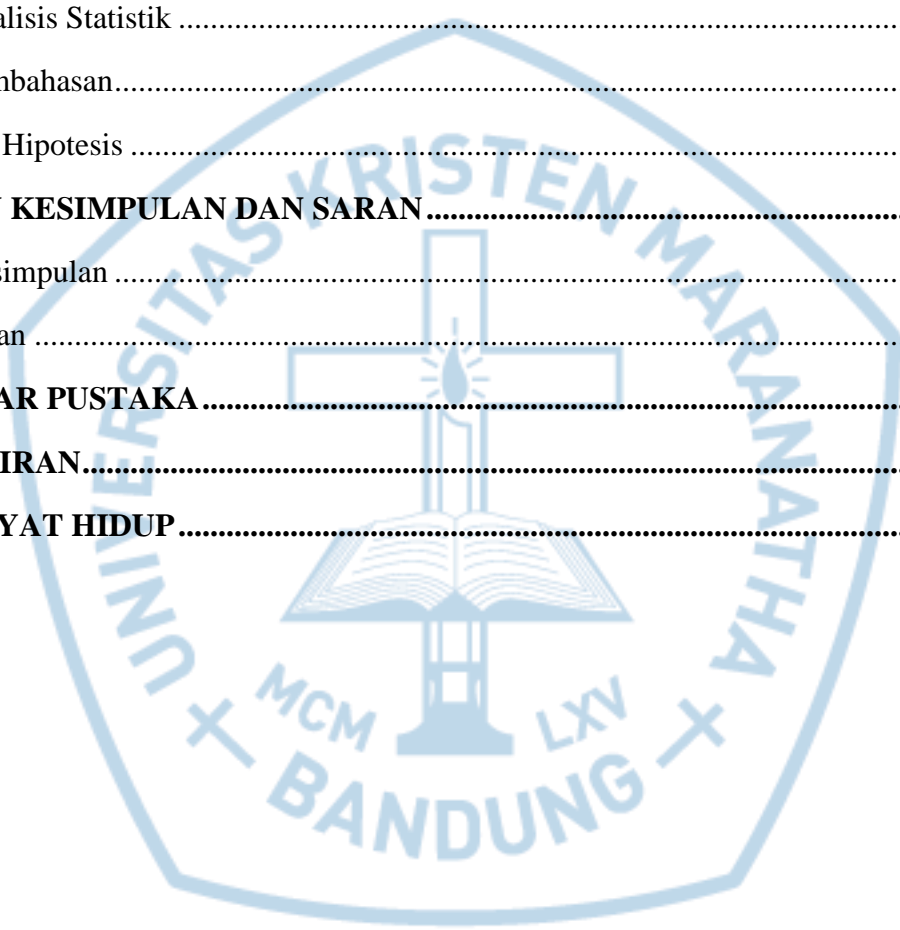 alisis Statistik ................................................................
mbahasan................................................................
Hipotesis ................................................................
KESIMPULAN DAN SARAN ................................................................
simpulan ................................................................
an ................................................................
AR PUSTAKA ................................................................
IRAN................................................................
YAT HIDUP ................................................................
UNIVERSITAS KRISTEN MARANATHA
MCM LXV
BANDUNG